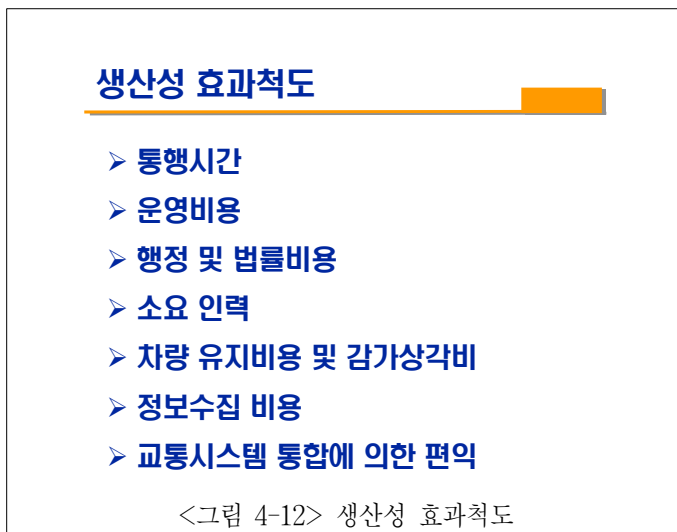 생산성 효과척도
➢ 통행시간
➢ 운영비용
➢ 행정 및 법률비용
➢ 소요 인력
➢ 차량 유지비용 및 감가상각비
➢ 정보수집 비용
➢ 교통시스템 통합에 의한 편익
<그림 4-12> 생산성 효과척도